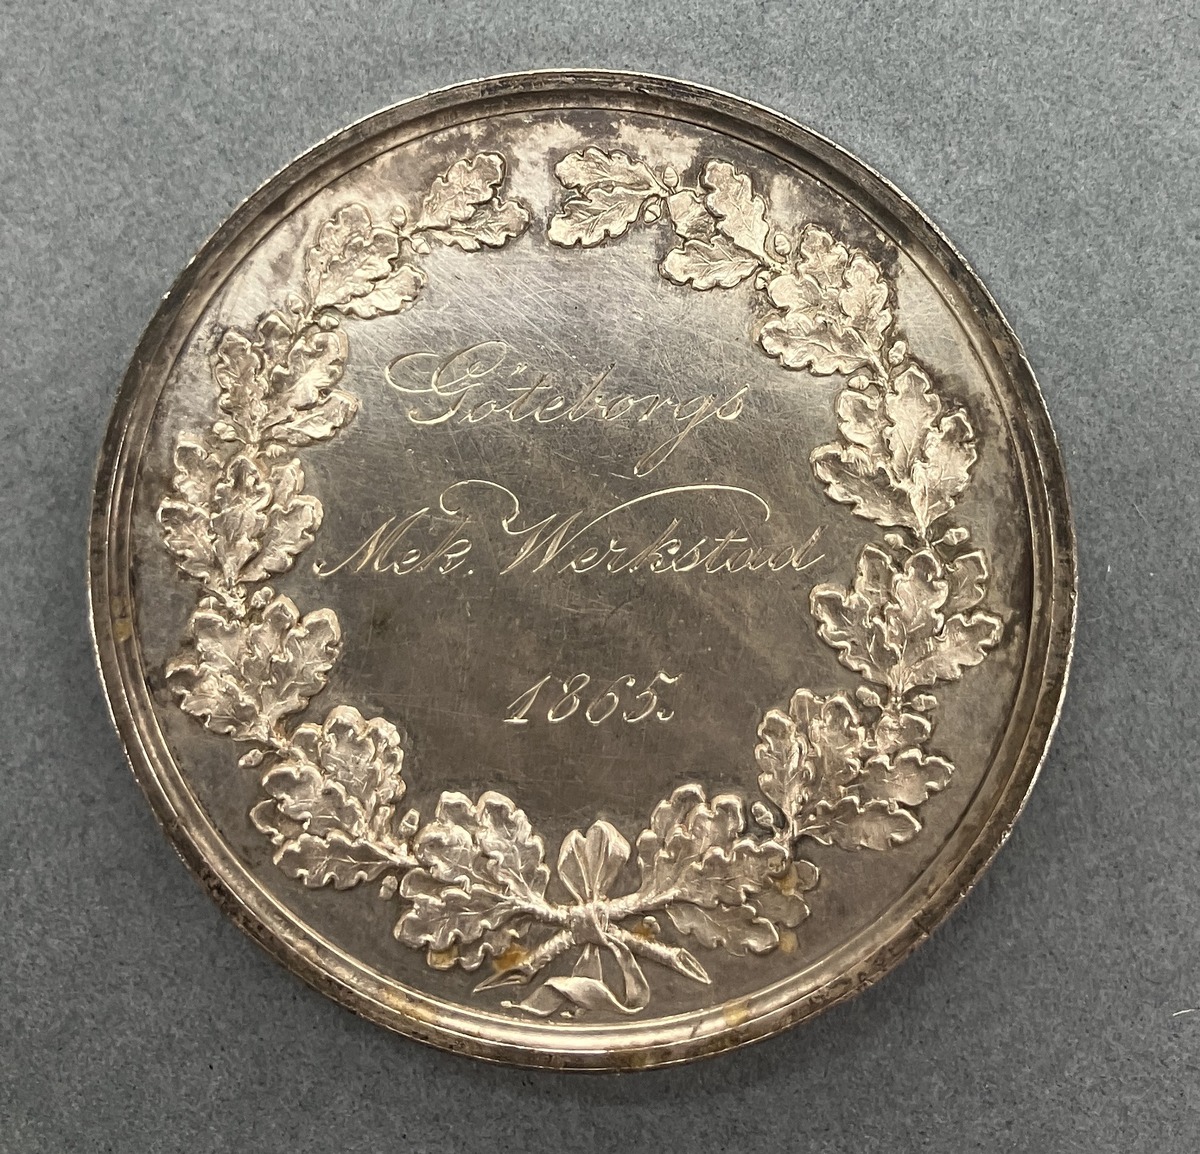 Göteborgs
Mek. Werkstad
1865.